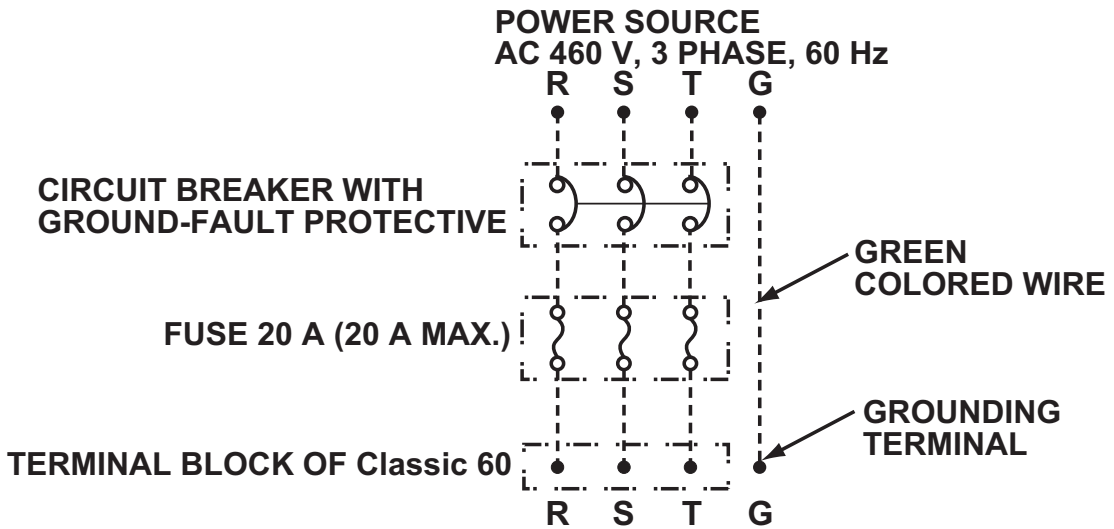 POWER SOURCE
AC 460 V, 3 PHASE, 60 Hz
R S T G
CIRCUIT BREAKER WITH
GROUND-FAULT PROTECTIVE
GREEN
COLORED WIRE
FUSE 20 A (20 A MAX.)
GROUNDING
TERMINAL
TERMINAL BLOCK OF Classic 60
R S T G